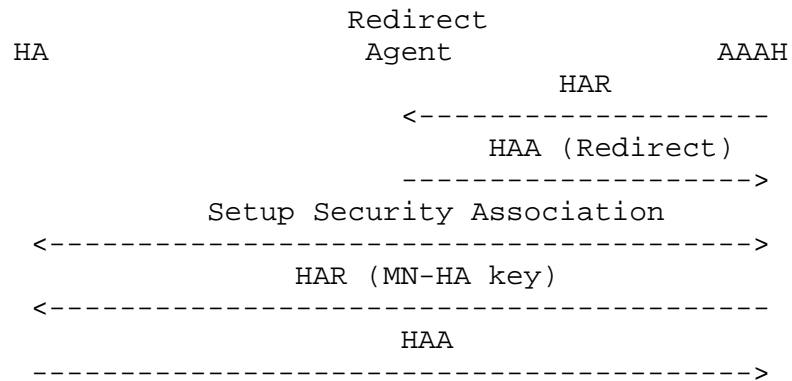 Redirect
HA Agent AAAH
HAR
<--------------------
HAA (Redirect)
-------------------->
Setup Security Association
<----------------------------------------->
HAR (MN-HA key)
<------------------------------------------
HAA
------------------------------------------>